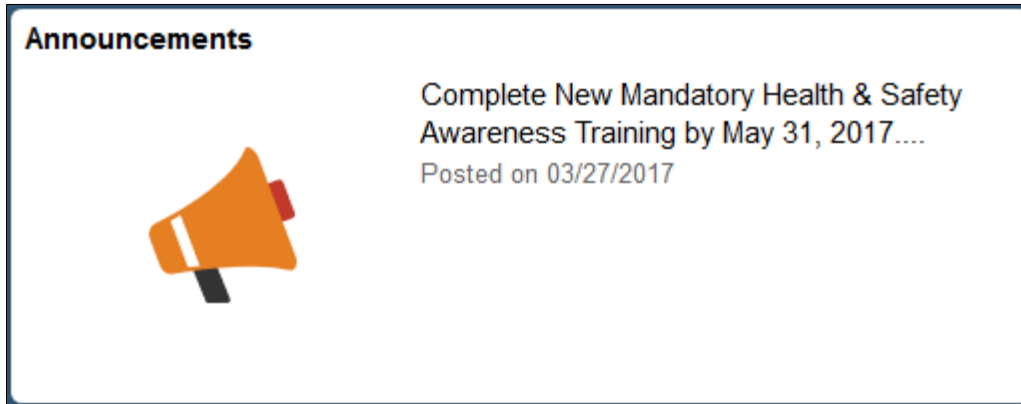 Announcements
Complete New Mandatory Health & Safety
Awareness Training by May 31, 2017....
Posted on 03/27/2017